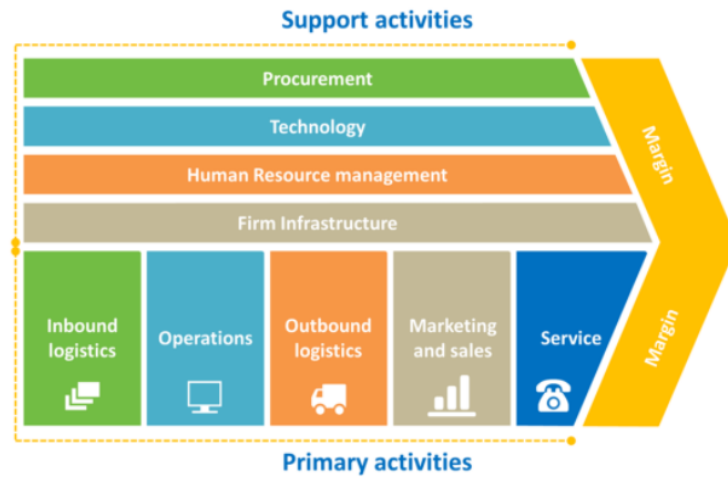 Support activities
Procurement
Technology
Human Resource management
Firm Infrastructure
Margin
Inbound
logistics
Operations
Outbound
logistics
Marketing
and sales
Service
Margin
Primary activities